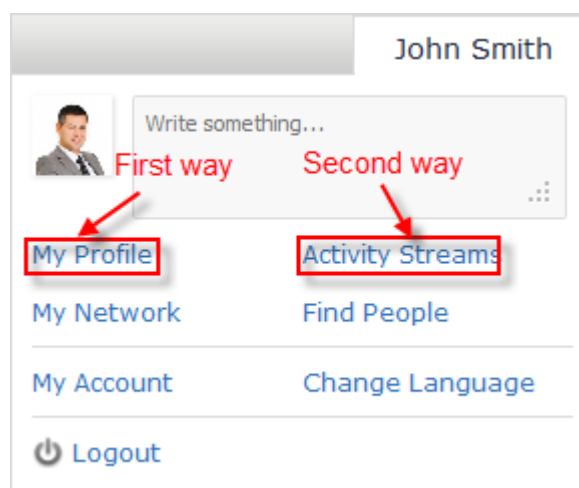 John Smith
Write something...
First way
Second way
My Profile
Activity Streams
My Network
Find People
My Account
Change Language
Logout